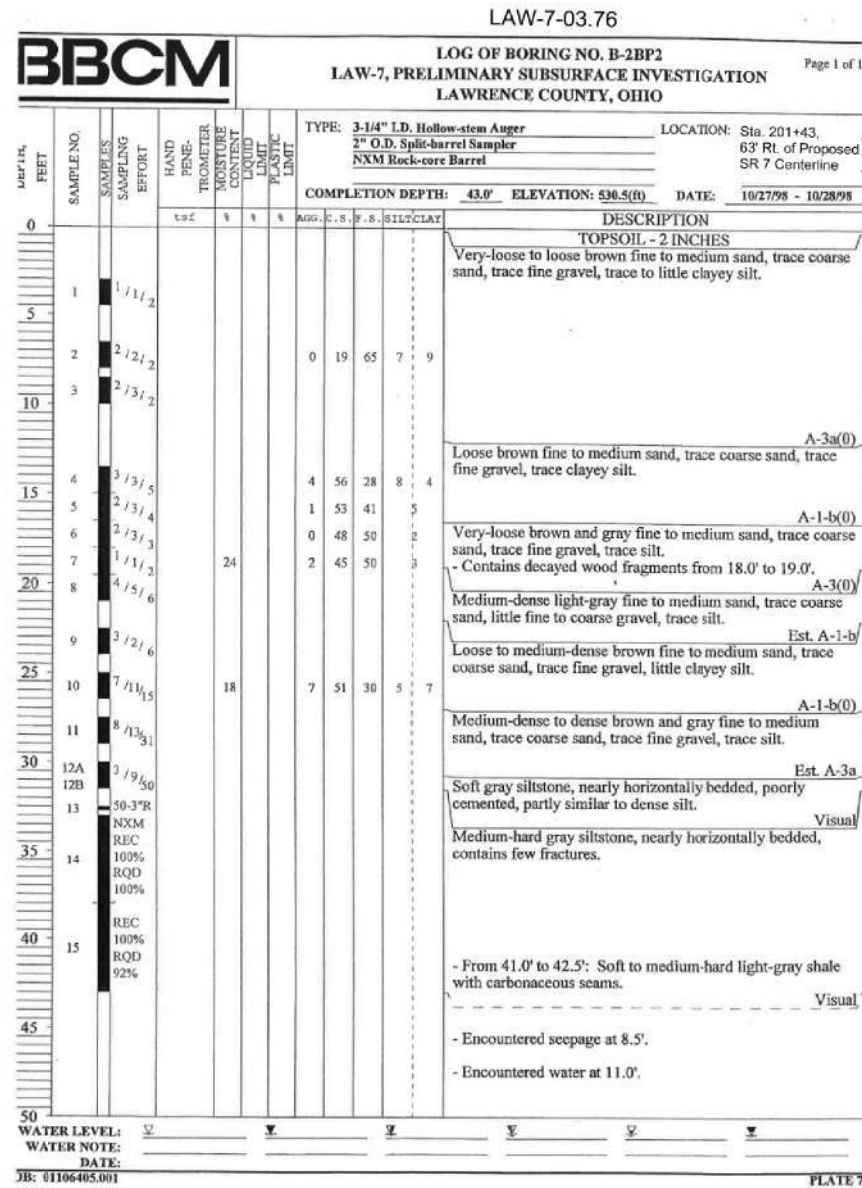 LAW-7-03.76
BBCM
LOG OF BORING NO. B-2BP2
LAW-7, PRELIMINARY SUBSURFACE INVESTIGATION
LAWRENCE COUNTY, OHIO
Page 1 of 1
DEPTH, FEET
SAMPLE NO.
SAMPLES
SAMPLING EFFORT
HAND PENE-TROMETER
MOISTURE CONTENT
LIQUID LIMIT
PLASTIC LIMIT
TYPE: 3-1/4" I.D. Hollow-stem Auger
2" O.D. Split-barrel Sampler
NXM Rock-core Barrel
LOCATION: Sta. 201+43,
63' Rt. of Proposed
SR 7 Centerline
COMPLETION DEPTH: 43.0' ELEVATION: 530.5(ft) DATE: 10/27/98 - 10/28/98
tsf % % % AGG. C.S. F.S. SILT CLAY DESCRIPTION
0
TOPSOIL - 2 INCHES
Very-loose to loose brown fine to medium sand, trace coarse
sand, trace fine gravel, trace to little clayey silt.
1 1/1/2
5
2 2/2/2 0 19 65 7 9
3 2/3/2
10
A-3a(0)
Loose brown fine to medium sand, trace coarse sand, trace
fine gravel, trace clayey silt.
4 3/3/5 4 56 28 8 4
15
5 2/3/4 1 53 41 5
A-1-b(0)
6 2/3/3 0 48 50 2
Very-loose brown and gray fine to medium sand, trace coarse
sand, trace fine gravel, trace silt.
7 1/1/2 24 2 45 50 3
- Contains decayed wood fragments from 18.0' to 19.0'.
20
8 4/5/6
A-3(0)
Medium-dense light-gray fine to medium sand, trace coarse
sand, little fine to coarse gravel, trace silt.
Est. A-1-b
9 3/2/6
Loose to medium-dense brown fine to medium sand, trace
coarse sand, trace fine gravel, little clayey silt.
25
10 7/11/15 18 7 51 30 5 7
A-1-b(0)
11 8/13/31
Medium-dense to dense brown and gray fine to medium
sand, trace coarse sand, trace fine gravel, trace silt.
30
Est. A-3a
12A 3/9/50
12B
Soft gray siltstone, nearly horizontally bedded, poorly
cemented, partly similar to dense silt.
13 50-3"R
Visual
NXM
REC
100%
RQD
100%
Medium-hard gray siltstone, nearly horizontally bedded,
contains few fractures.
35
14
REC
100%
RQD
92%
40
15
- From 41.0' to 42.5': Soft to medium-hard light-gray shale
with carbonaceous seams.
Visual
45
- Encountered seepage at 8.5'.
- Encountered water at 11.0'.
50
WATER LEVEL:
WATER NOTE:
DATE:
JOB: 01106405.001
PLATE 7